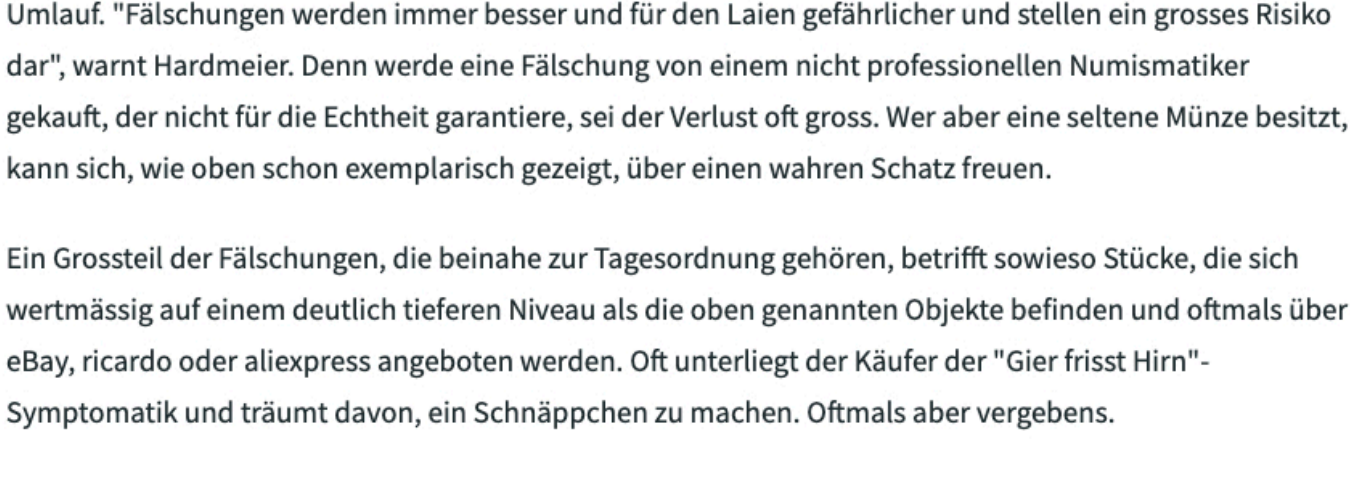 Umlauf. "Fälschungen werden immer besser und für den Laien gefährlicher und stellen ein grosses Risiko
dar", warnt Hardmeier. Denn werde eine Fälschung von einem nicht professionellen Numismatiker
gekauft, der nicht für die Echtheit garantiere, sei der Verlust oft gross. Wer aber eine seltene Münze besitzt,
kann sich, wie oben schon exemplarisch gezeigt, über einen wahren Schatz freuen.
Ein Grossteil der Fälschungen, die beinahe zur Tagesordnung gehören, betrifft sowieso Stücke, die sich
wertmässig auf einem deutlich tieferen Niveau als die oben genannten Objekte befinden und oftmals über
eBay, ricardo oder aliexpress angeboten werden. Oft unterliegt der Käufer der "Gier frisst Hirn"-
Symptomatik und träumt davon, ein Schnäppchen zu machen. Oftmals aber vergebens.